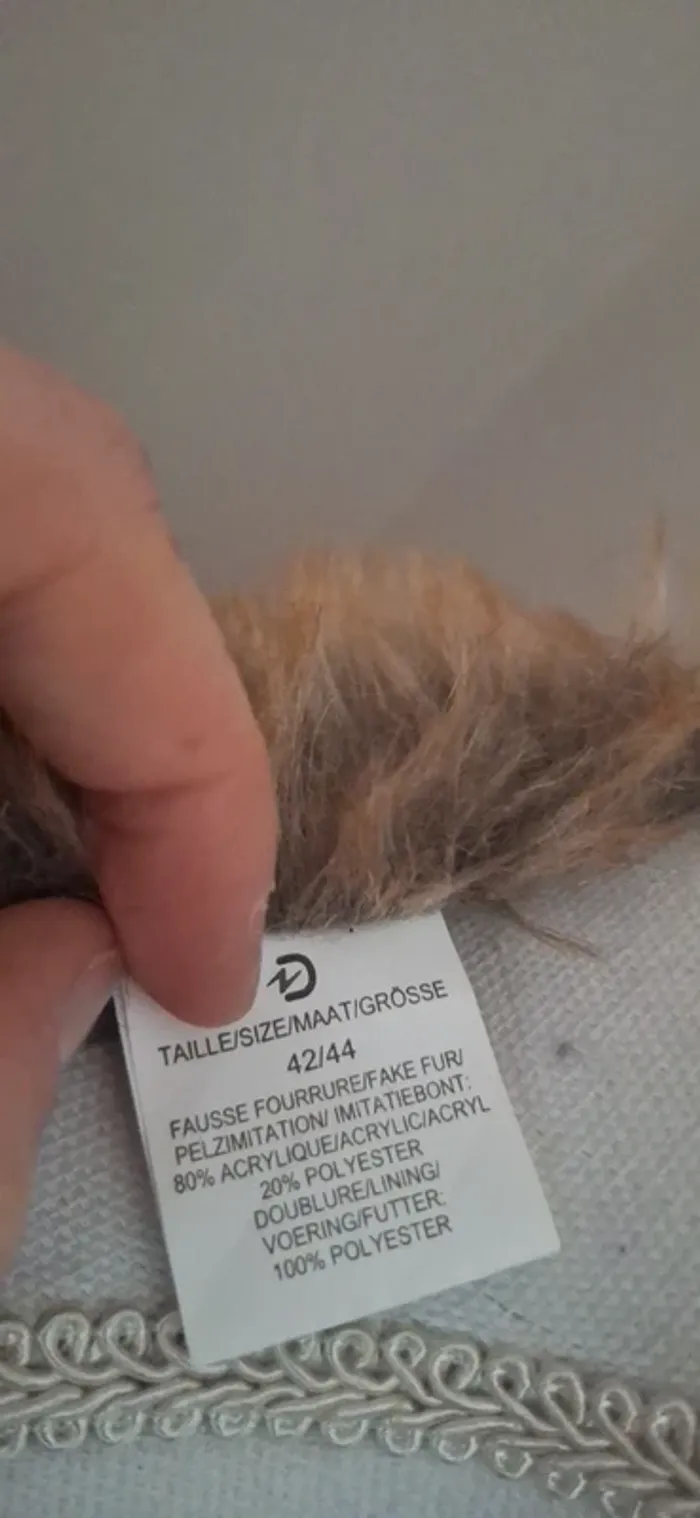 TAILLE/SIZE/MAAT/GRÖSSE
42/44
FAUSSE FOURRURE/FAKE FUR/
PELZIMITATION/ IMITATIEBONT:
80% ACRYLIQUE/ACRYLIC/ACRYL
20% POLYESTER
DOUBLURE/LINING/
VOERING/FUTTER:
100% POLYESTER